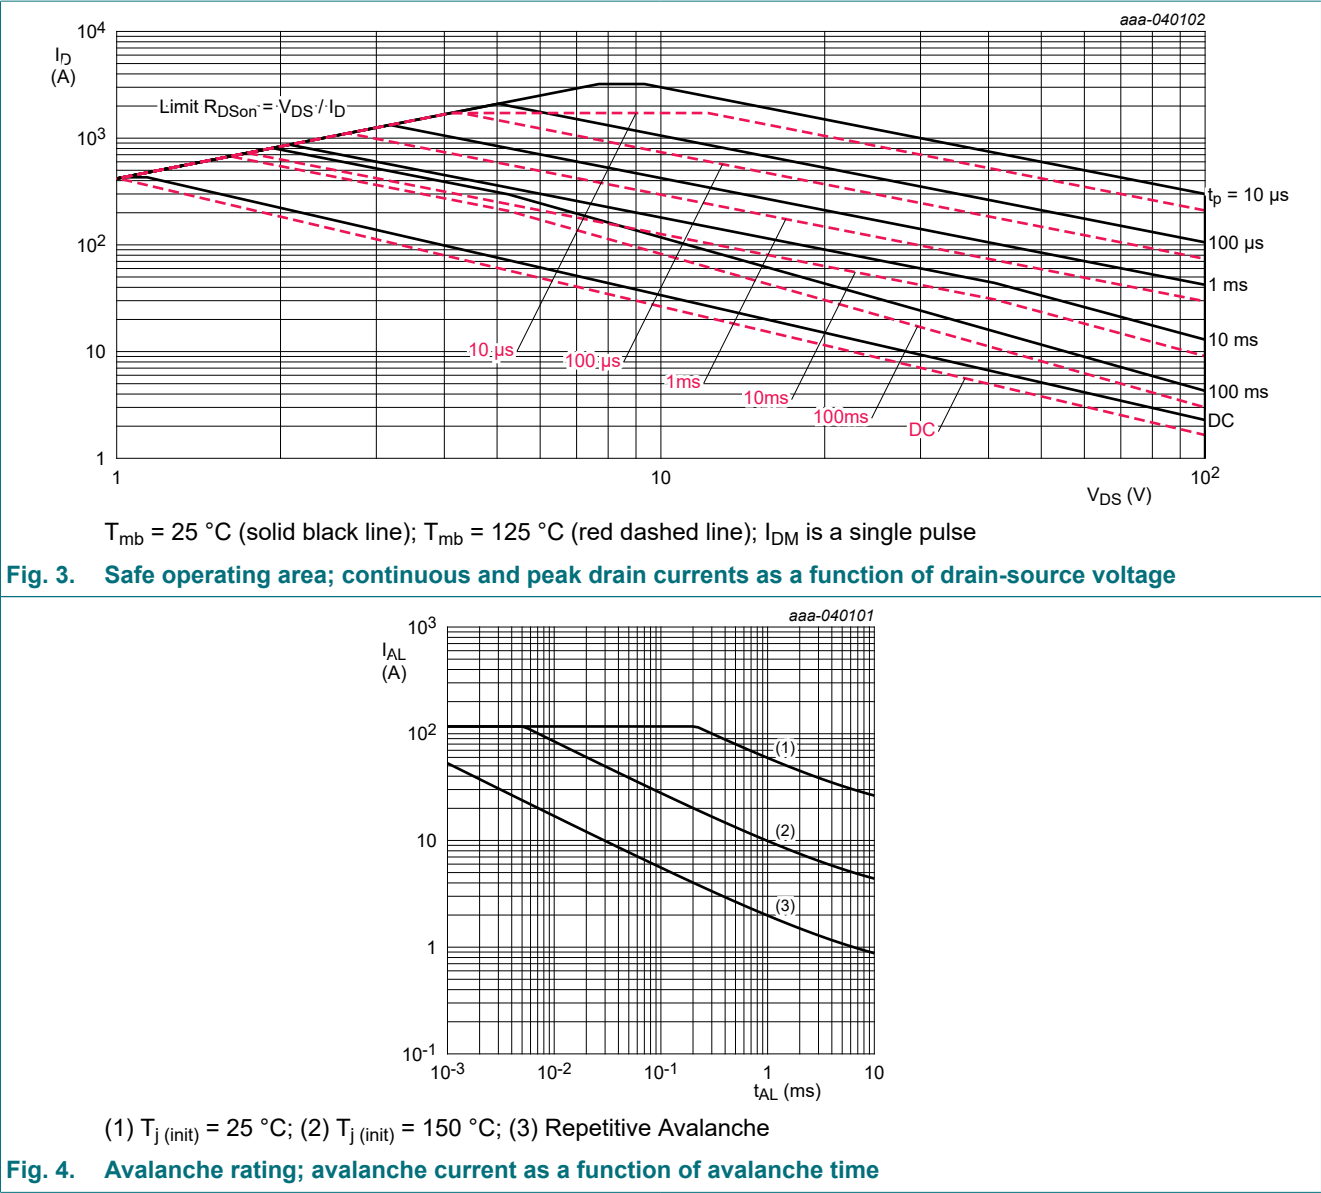 aaa-040102
10⁴
I_D
(A)
Limit R_DSon = V_DS / I_D
10³
t_p = 10 µs
10²
100 µs
1 ms
10 µs
100 µs
10
10 ms
1ms
10ms
100 ms
100ms
DC
DC
1
1
10
10²
V_DS (V)
T_mb = 25 °C (solid black line); T_mb = 125 °C (red dashed line); I_DM is a single pulse
Fig. 3. Safe operating area; continuous and peak drain currents as a function of drain-source voltage
aaa-040101
10³
I_AL
(A)
10²
(1)
10
(2)
(3)
1
10⁻¹
10⁻³
10⁻²
10⁻¹
1
10
t_AL (ms)
(1) T_j (init) = 25 °C; (2) T_j (init) = 150 °C; (3) Repetitive Avalanche
Fig. 4. Avalanche rating; avalanche current as a function of avalanche time